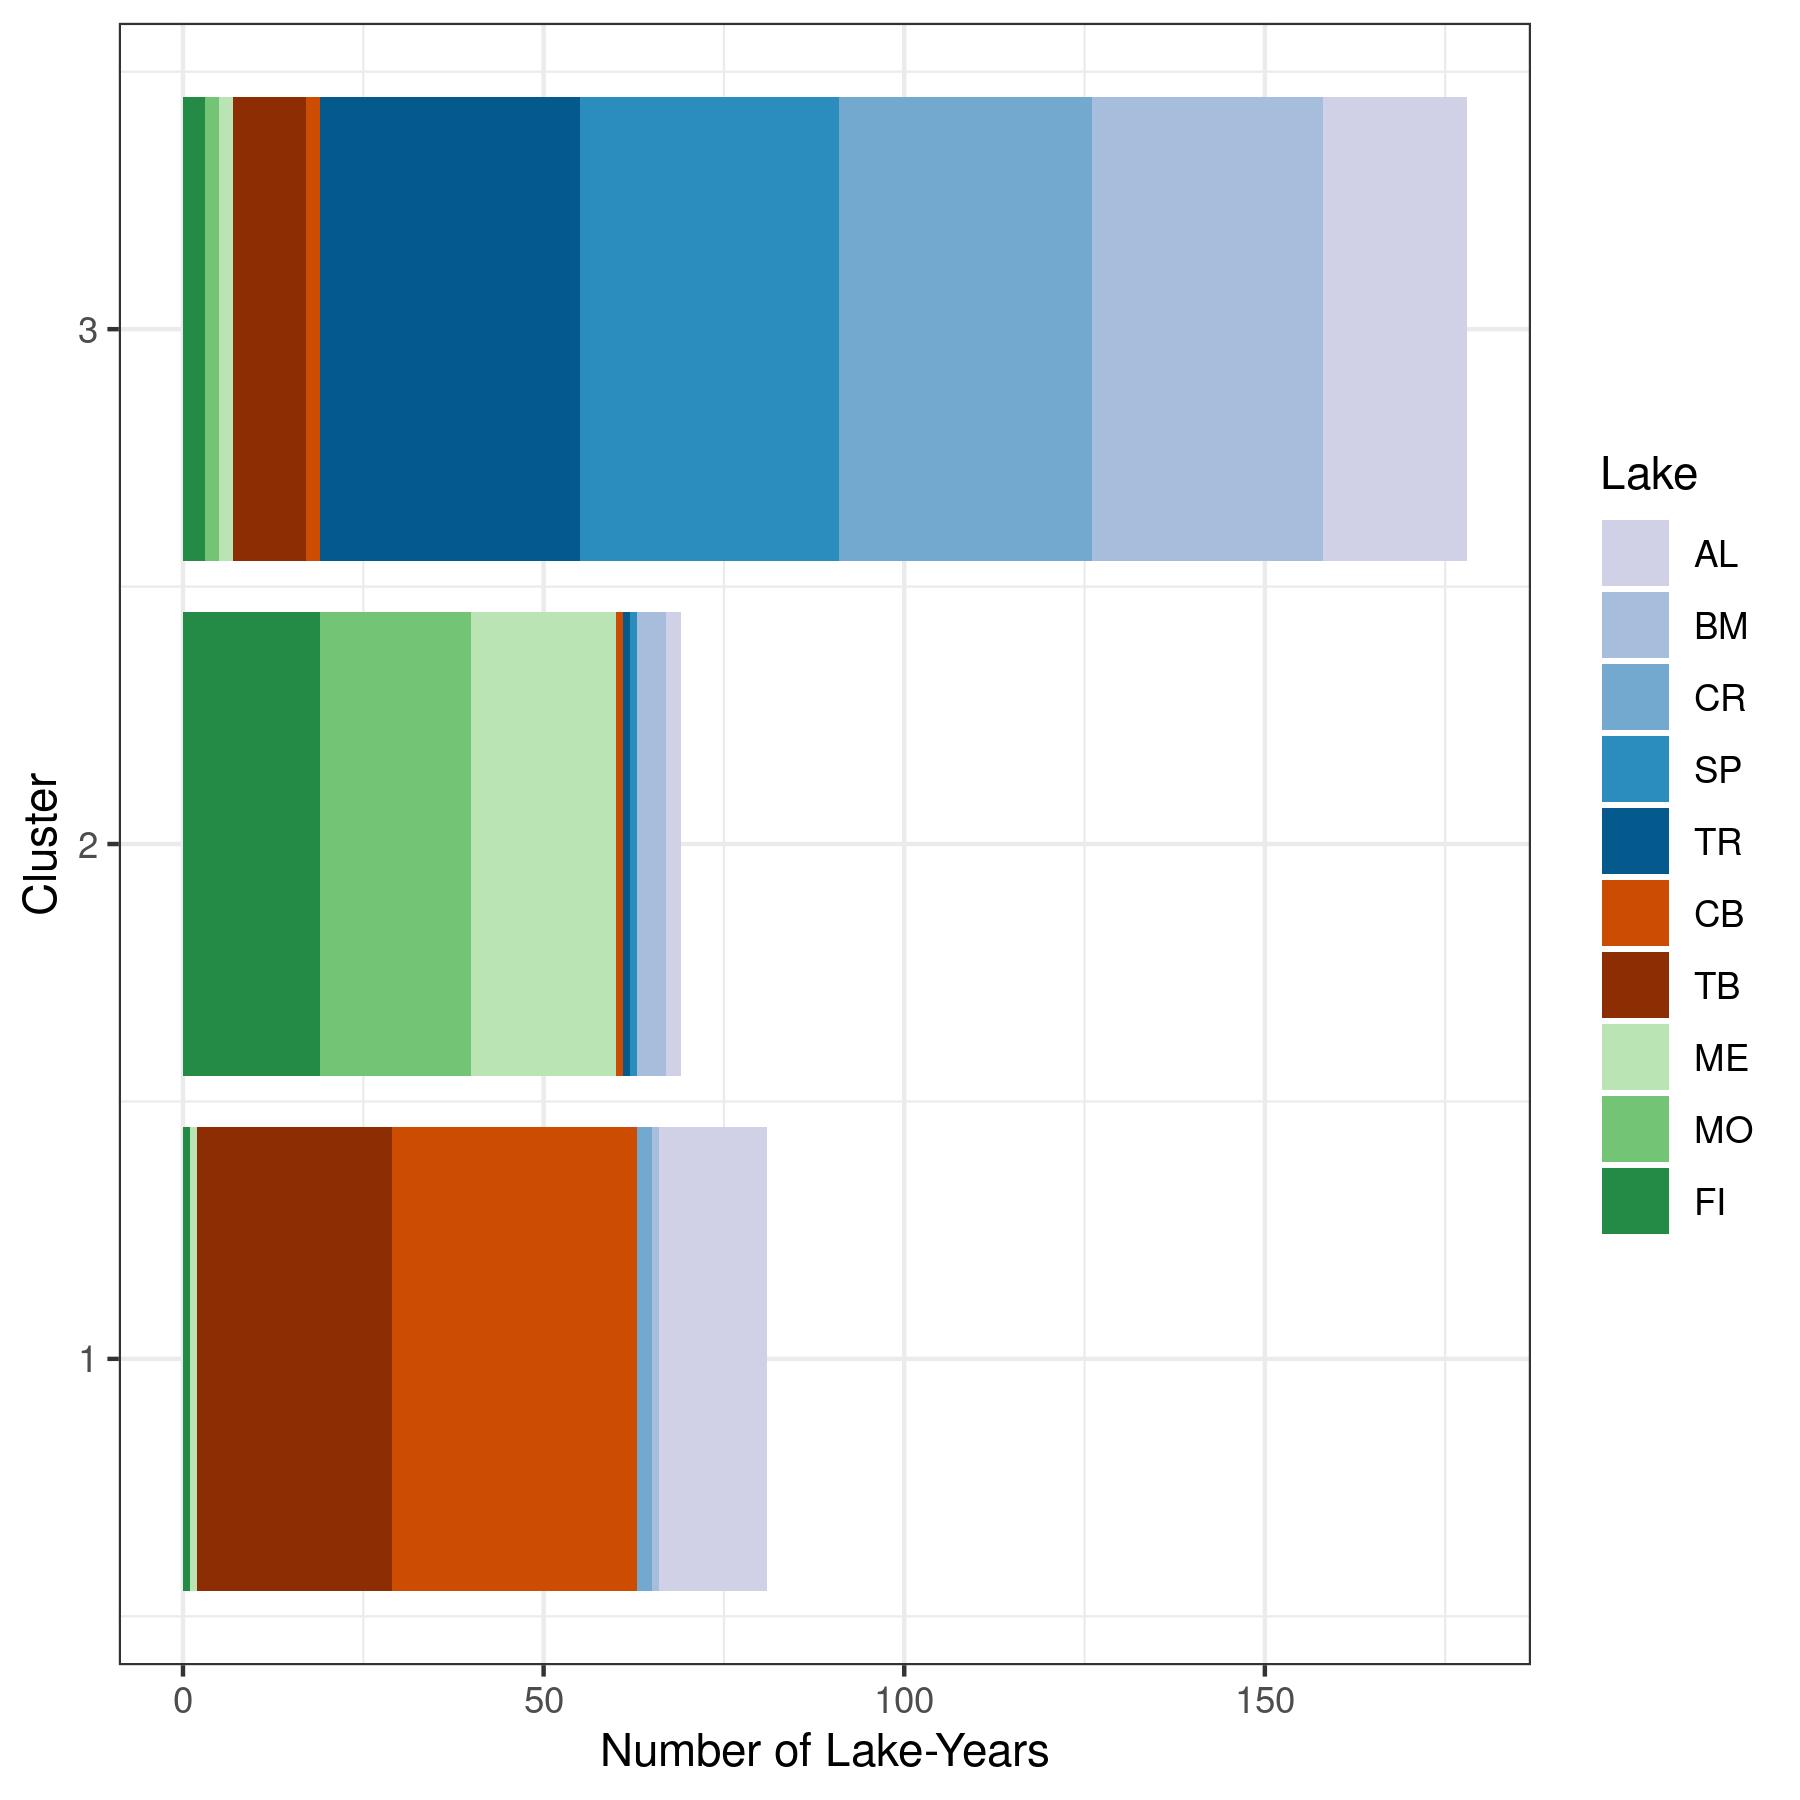 3
2
1
Cluster
0 50 100 150
Number of Lake-Years
Lake
AL
BM
CR
SP
TR
CB
TB
ME
MO
FI